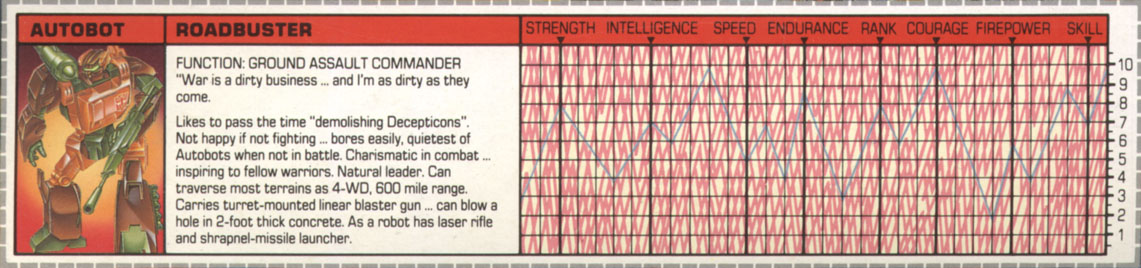 AUTOBOT
ROADBUSTER
STRENGTH INTELLIGENCE SPEED ENDURANCE RANK COURAGE FIREPOWER SKILL
FUNCTION: GROUND ASSAULT COMMANDER
"War is a dirty business ... and I'm as dirty as they
come.
Likes to pass the time "demolishing Decepticons".
Not happy if not fighting ... bores easily, quietest of
Autobots when not in battle. Charismatic in combat ...
inspiring to fellow warriors. Natural leader. Can
traverse most terrains as 4-WD, 600 mile range.
Carries turret-mounted linear blaster gun ... can blow a
hole in 2-foot thick concrete. As a robot has laser rifle
and shrapnel-missile launcher.
10
9
8
7
6
5
4
3
2
1